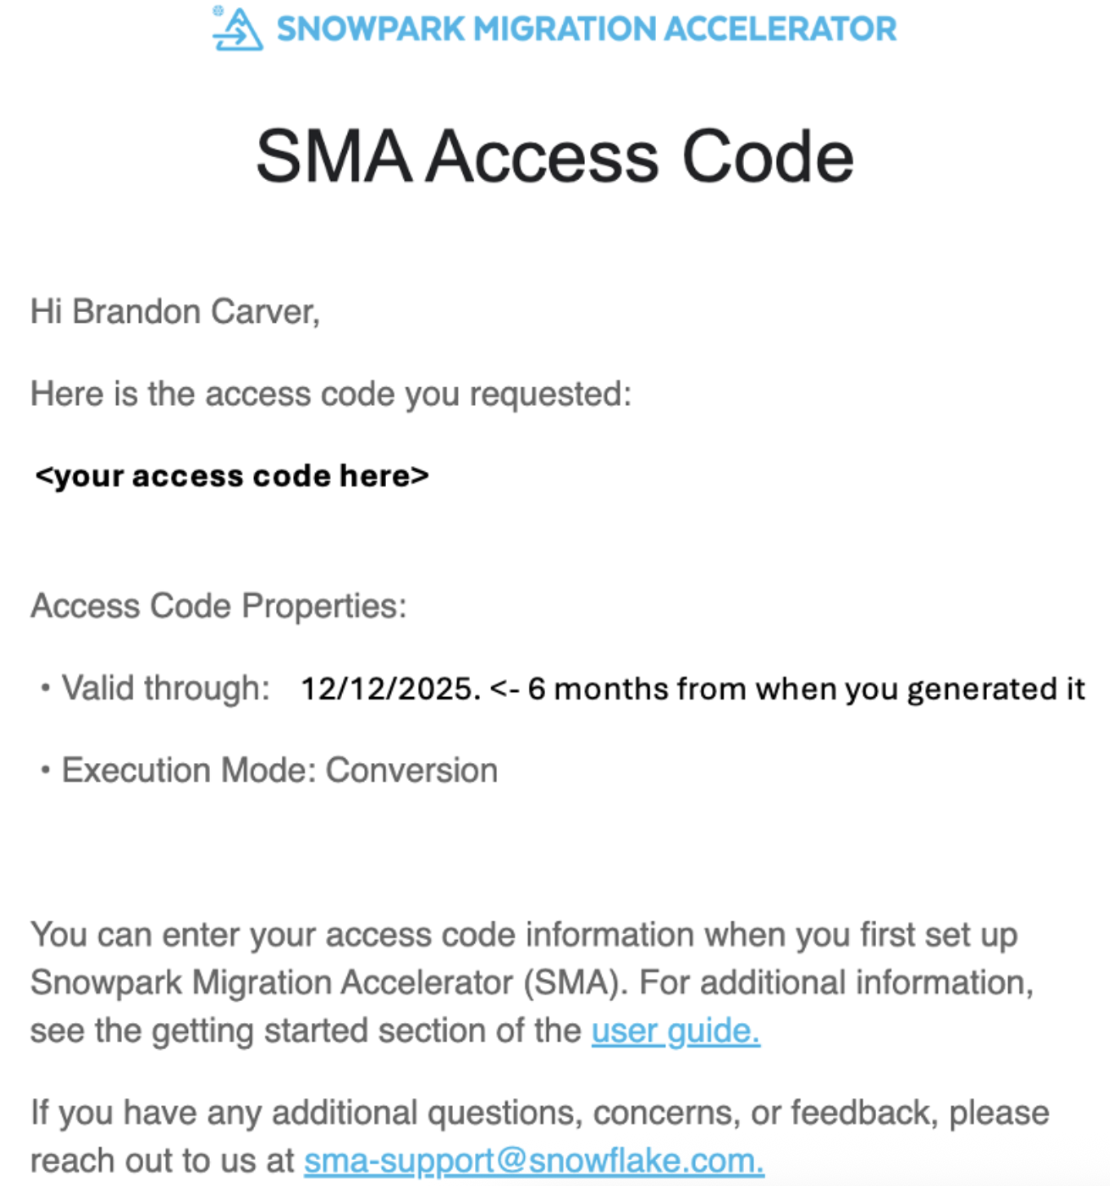 SNOWPARK MIGRATION ACCELERATOR
SMA Access Code
Hi Brandon Carver,
Here is the access code you requested:
<your access code here>
Access Code Properties:
• Valid through: 12/12/2025. <- 6 months from when you generated it
• Execution Mode: Conversion
You can enter your access code information when you first set up
Snowpark Migration Accelerator (SMA). For additional information,
see the getting started section of the user guide.
If you have any additional questions, concerns, or feedback, please
reach out to us at sma-support@snowflake.com.